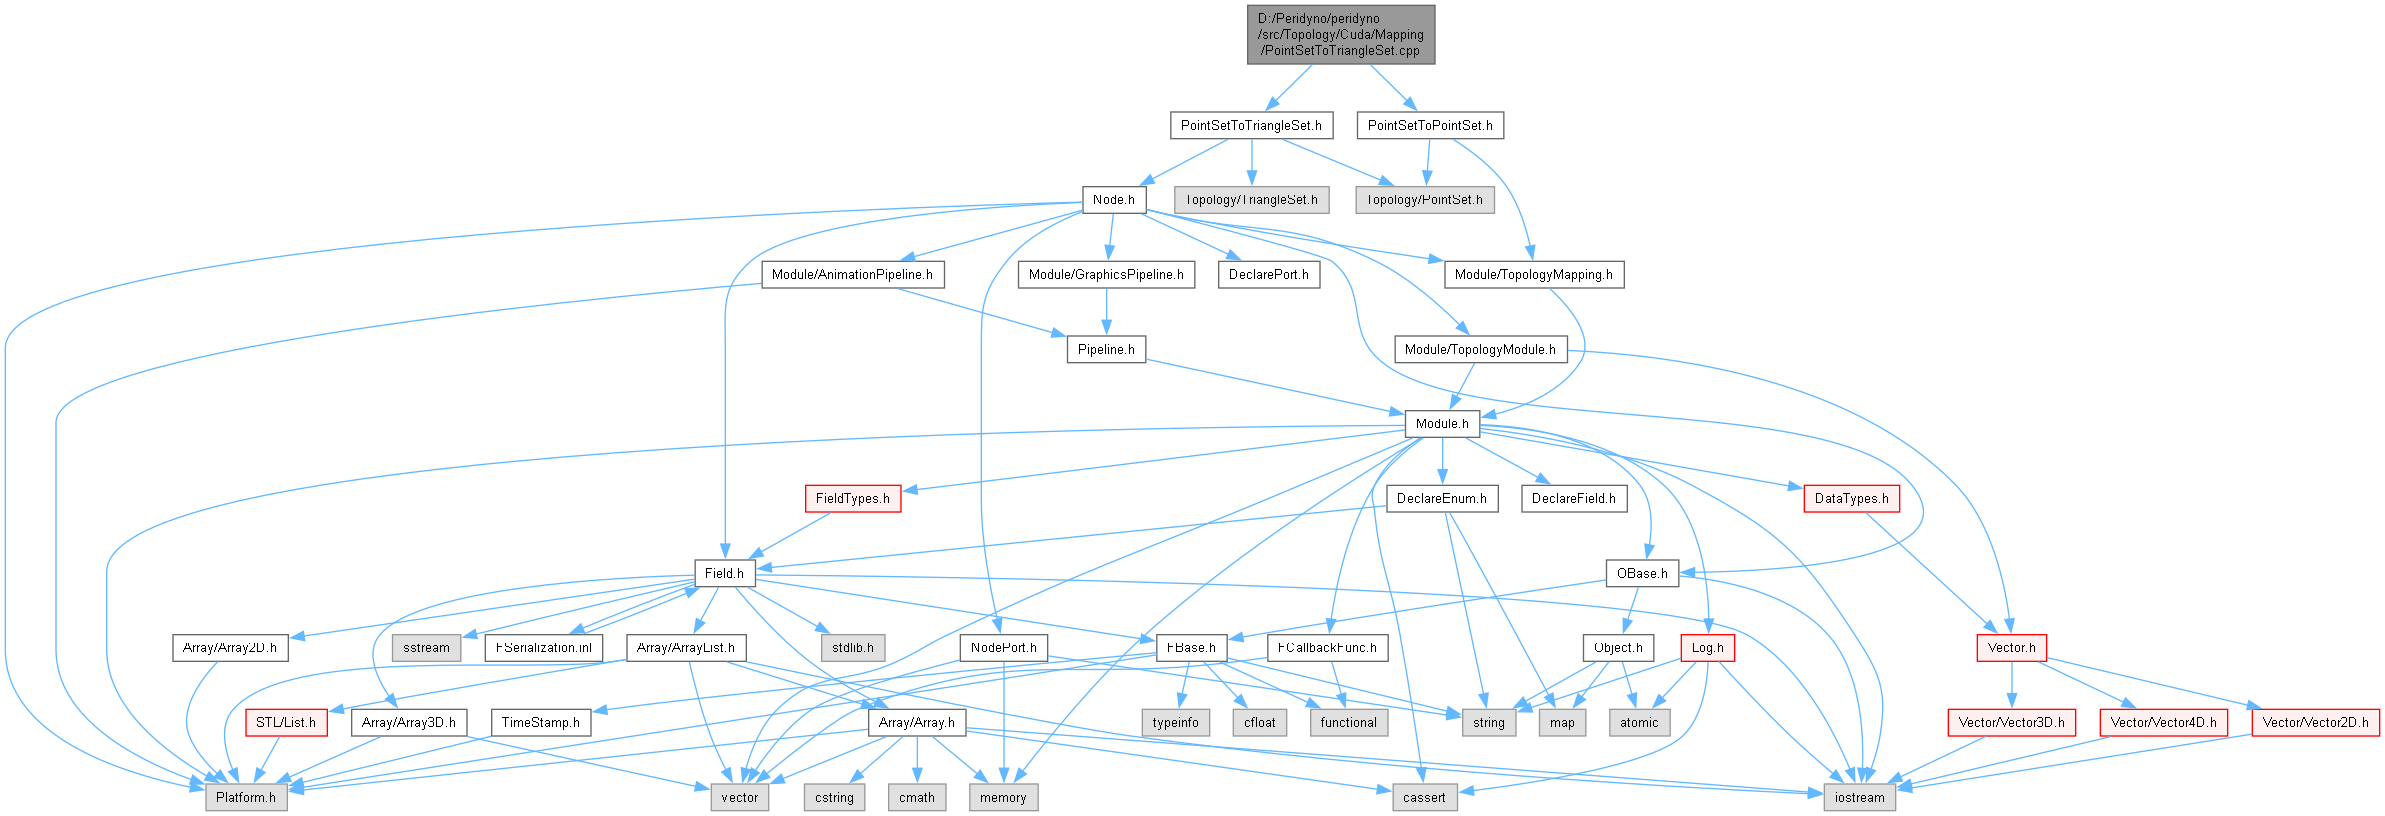 D:/Peridyno/peridyno
/src/Topology/Cuda/Mapping
/PointSetToTriangleSet.cpp
PointSetToTriangleSet.h
PointSetToPointSet.h
Node.h
Topology/TriangleSet.h
Topology/PointSet.h
Module/AnimationPipeline.h
Module/GraphicsPipeline.h
DeclarePort.h
Module/TopologyMapping.h
Pipeline.h
Module/TopologyModule.h
Module.h
FieldTypes.h
DeclareEnum.h
DeclareField.h
DataTypes.h
Field.h
OBase.h
Array/Array2D.h
sstream
FSerialization.inl
Array/ArrayList.h
stdlib.h
NodePort.h
FBase.h
FCallbackFunc.h
Object.h
Log.h
Vector.h
STL/List.h
Array/Array3D.h
TimeStamp.h
Array/Array.h
typeinfo
cfloat
functional
string
map
atomic
Vector/Vector3D.h
Vector/Vector4D.h
Vector/Vector2D.h
Platform.h
vector
cstring
cmath
memory
cassert
iostream